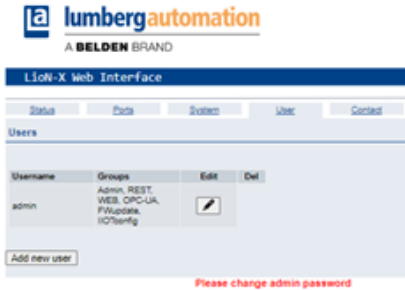 la lumbergautomation
A BELDEN BRAND
LioN-X Web Interface
Status Ports System User Contact
Users
Username Groups Edit Del
admin
Admin, REST,
WEB, OPC-UA,
FWupdate,
IIOTconfig
Add new user
Please change admin password